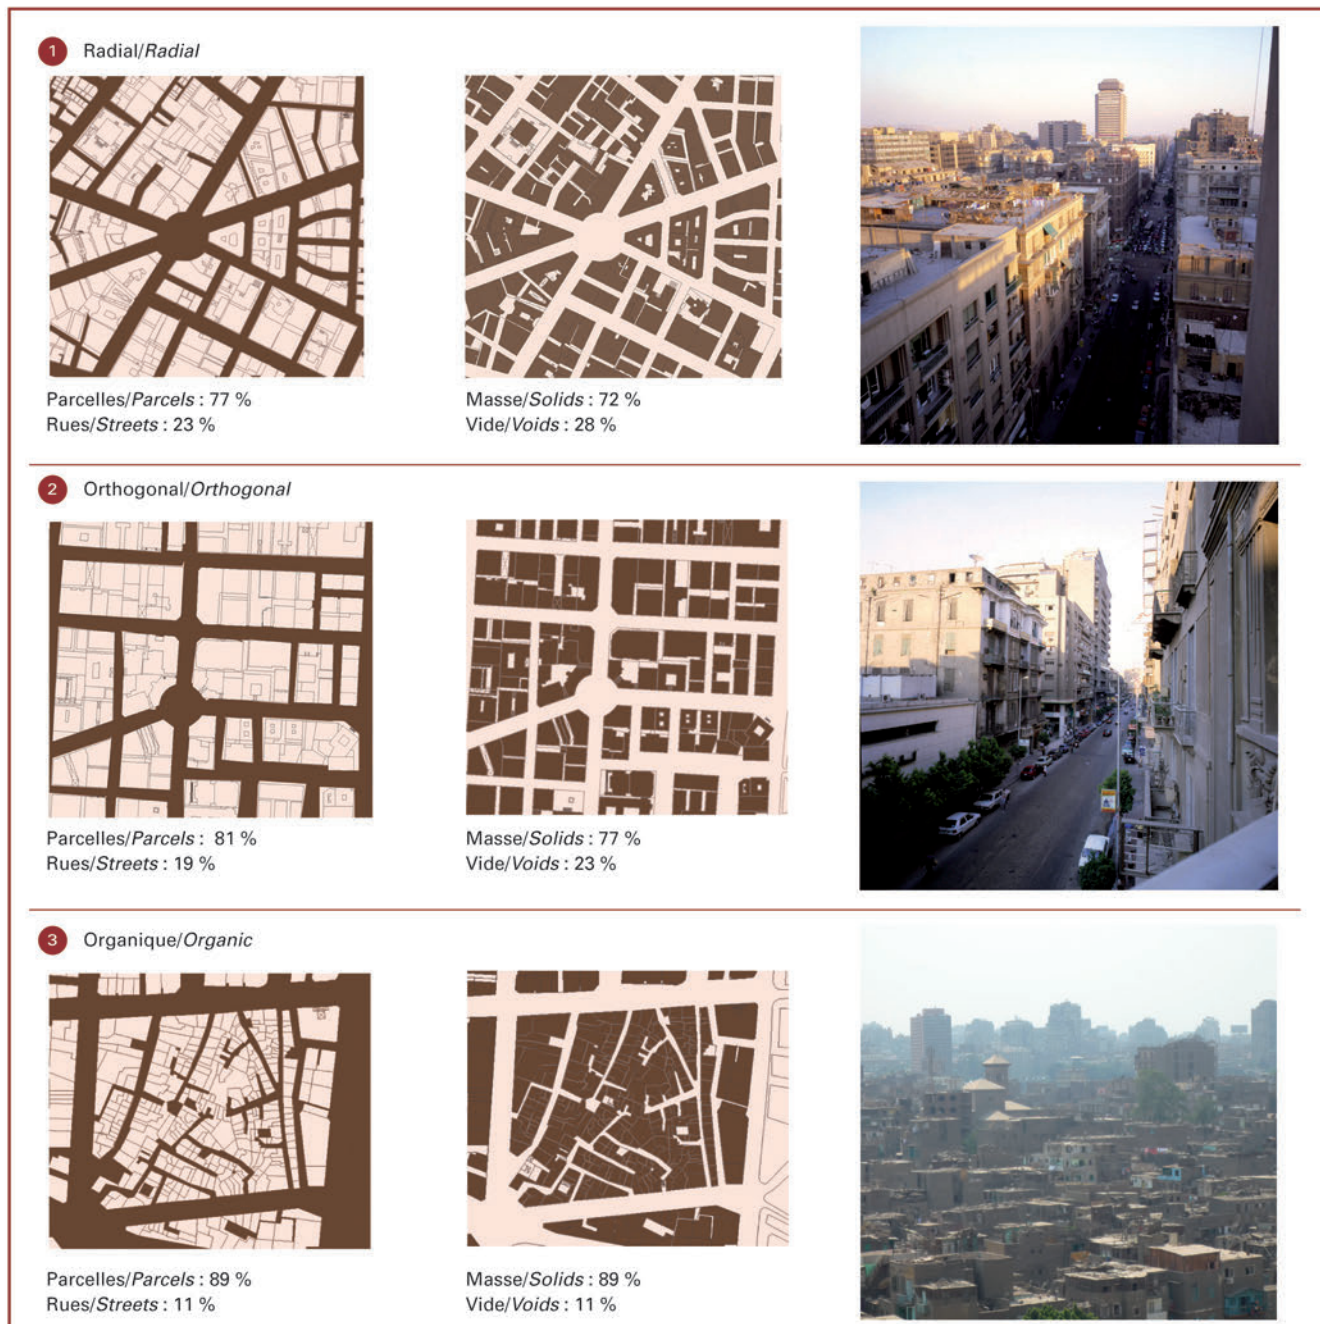 1 Radial/Radial
Parcelles/Parcels : 77 %
Rues/Streets : 23 %
Masse/Solids : 72 %
Vide/Voids : 28 %
2 Orthogonal/Orthogonal
Parcelles/Parcels : 81 %
Rues/Streets : 19 %
Masse/Solids : 77 %
Vide/Voids : 23 %
3 Organique/Organic
Parcelles/Parcels : 89 %
Rues/Streets : 11 %
Masse/Solids : 89 %
Vide/Voids : 11 %